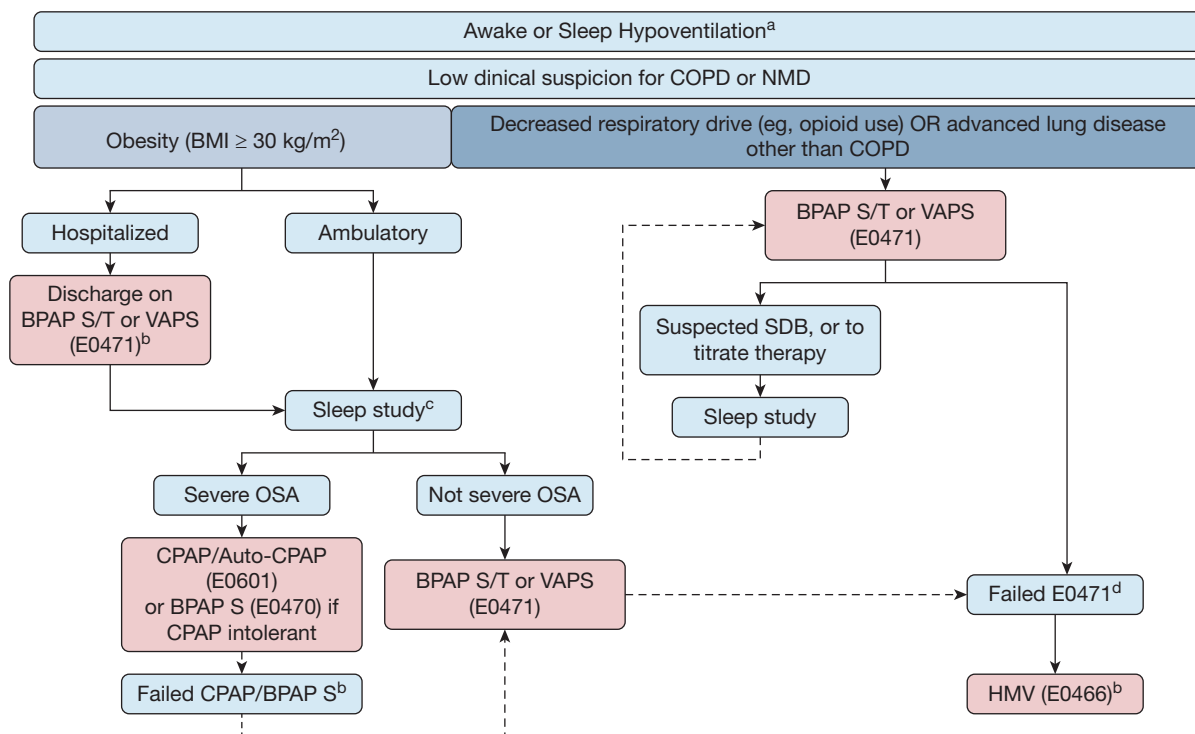 Awake or Sleep Hypoventilationᵃ
Low dinical suspicion for COPD or NMD
Obesity (BMI ≥ 30 kg/m²)
Decreased respiratory drive (eg, opioid use) OR advanced lung disease
other than COPD
Hospitalized
Ambulatory
BPAP S/T or VAPS
(E0471)
Discharge on
BPAP S/T or VAPS
(E0471)ᵇ
Suspected SDB, or to
titrate therapy
Sleep studyᶜ
Sleep study
Severe OSA
Not severe OSA
CPAP/Auto-CPAP
(E0601)
or BPAP S (E0470) if
CPAP intolerant
BPAP S/T or VAPS
(E0471)
Failed E0471ᵈ
Failed CPAP/BPAP Sᵇ
HMV (E0466)ᵇ